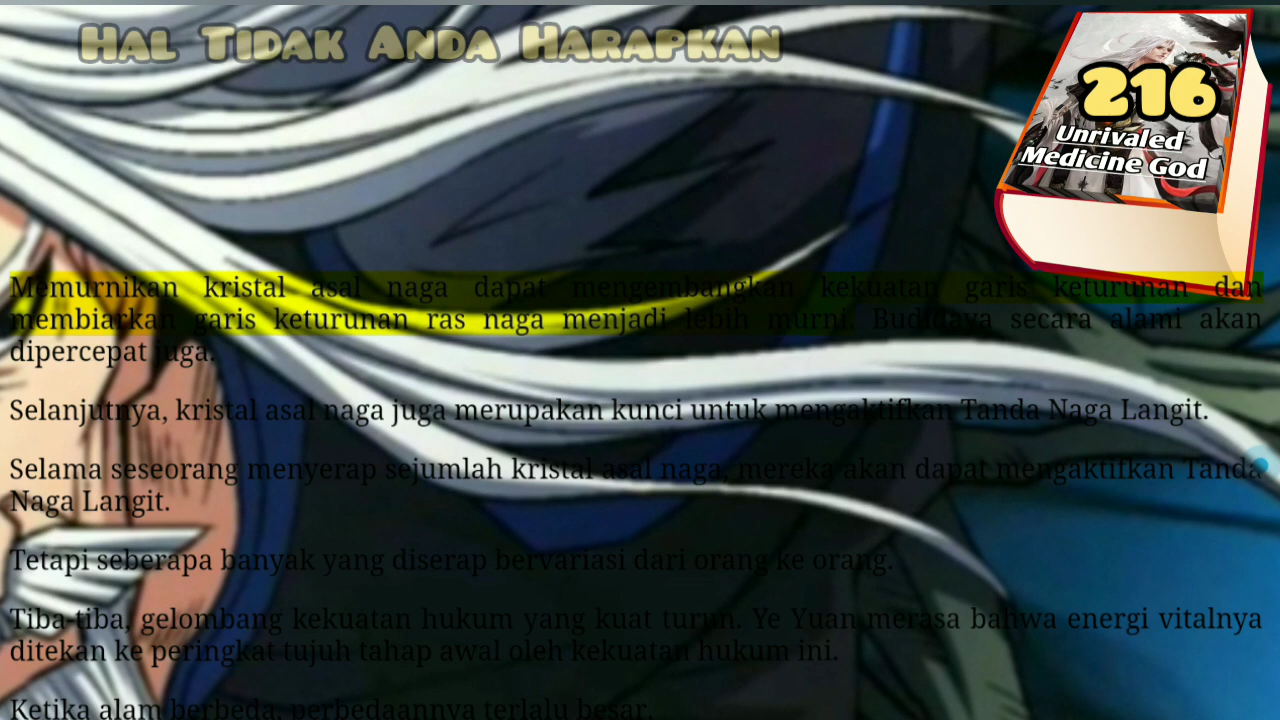 Hal Tidak Anda Harapkan
216
Unrivaled
Medicine God
Memurnikan kristal asal naga dapat mengembangkan kekuatan garis keturunan dan
membiarkan garis keturunan ras naga menjadi lebih murni. Budidaya secara alami akan
dipercepat juga.
Selanjutnya, kristal asal naga juga merupakan kunci untuk mengaktifkan Tanda Naga Langit.
Selama seseorang menyerap sejumlah kristal asal naga, mereka akan dapat mengaktifkan Tanda
Naga Langit.
Tetapi seberapa banyak yang diserap bervariasi dari orang ke orang.
Tiba-tiba, gelombang kekuatan hukum yang kuat turun. Ye Yuan merasa bahwa energi vitalnya
ditekan ke peringkat tujuh tahap awal oleh kekuatan hukum ini.
Ketika alam berbeda, perbedaannya terlalu besar.